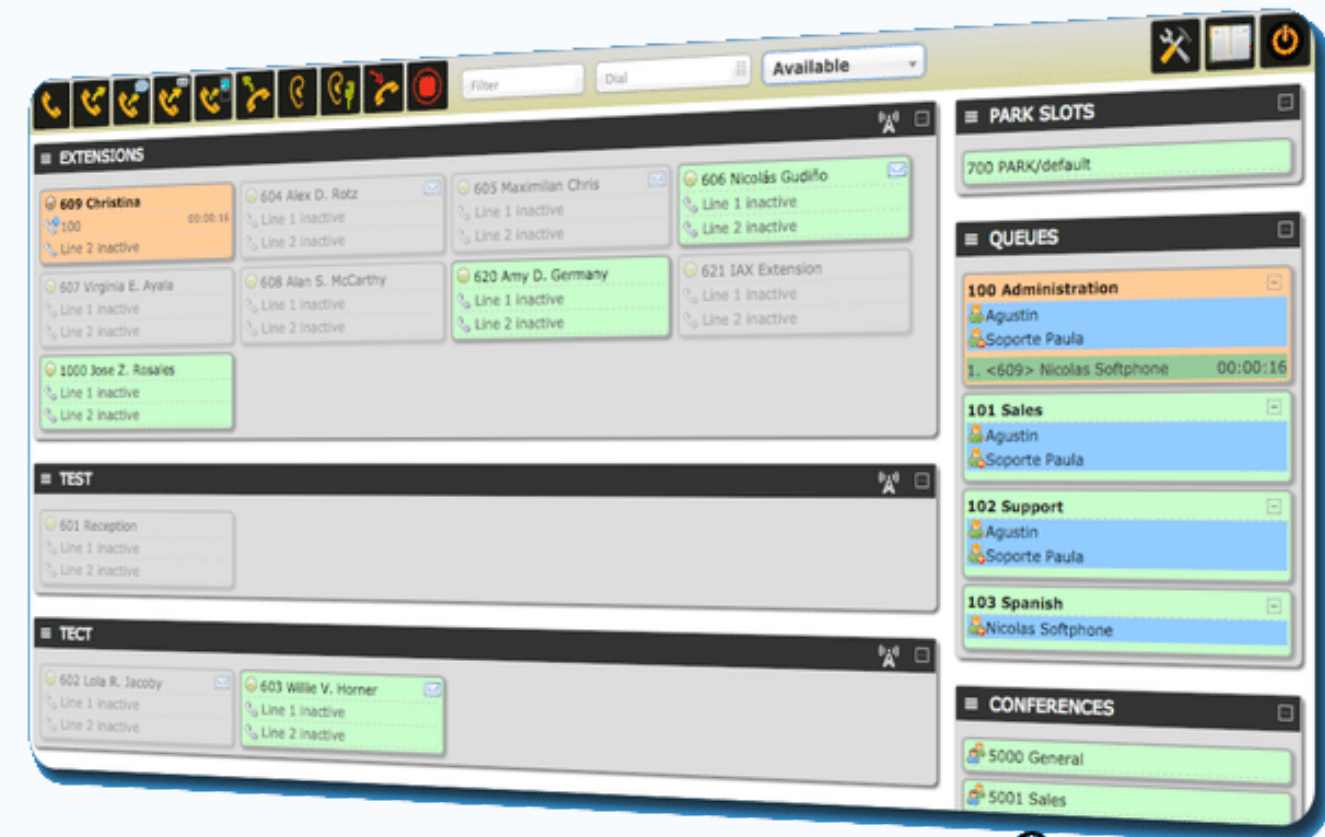 Filter
Dial
Available
EXTENSIONS
609 Christina
100 00:00:16
Line 2 inactive
604 Alex D. Rotz
Line 1 inactive
Line 2 inactive
605 Maximilan Chris
Line 1 inactive
Line 2 inactive
606 Nicolás Gudiño
Line 1 inactive
Line 2 inactive
607 Virginia E. Ayala
Line 1 inactive
Line 2 inactive
608 Alan S. McCarthy
Line 1 inactive
Line 2 inactive
620 Amy D. Germany
Line 1 inactive
Line 2 inactive
621 IAX Extension
Line 1 inactive
Line 2 inactive
1000 Jose Z. Rosales
Line 1 inactive
Line 2 inactive
TEST
601 Reception
Line 1 inactive
Line 2 inactive
TECT
602 Lola R. Jacoby
Line 1 inactive
Line 2 inactive
603 Willie V. Horner
Line 1 inactive
Line 2 inactive
PARK SLOTS
700 PARK/default
QUEUES
100 Administration
Agustin
Soporte Paula
1. <609> Nicolas Softphone 00:00:16
101 Sales
Agustin
Soporte Paula
102 Support
Agustin
Soporte Paula
103 Spanish
Nicolas Softphone
CONFERENCES
5000 General
5001 Sales